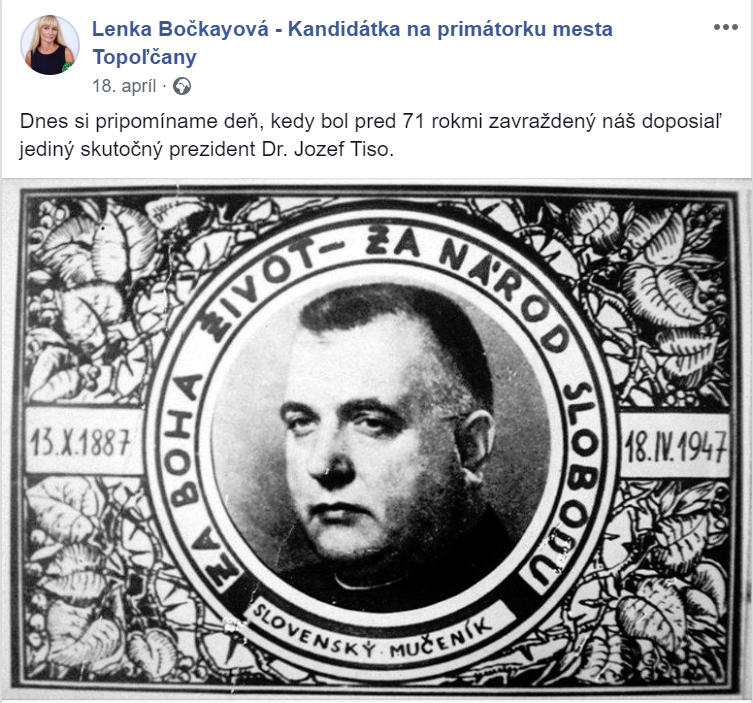 Lenka Bočkayová - Kandidátka na primátorku mesta
Topoľčany
18. apríl ·
Dnes si pripomíname deň, kedy bol pred 71 rokmi zavraždený náš doposiaľ
jediný skutočný prezident Dr. Jozef Tiso.
ZA BOHA ŽIVOT - ZA NÁROD SLOBODU
13.X.1887
18.IV.1947
SLOVENSKÝ · MUČENÍK